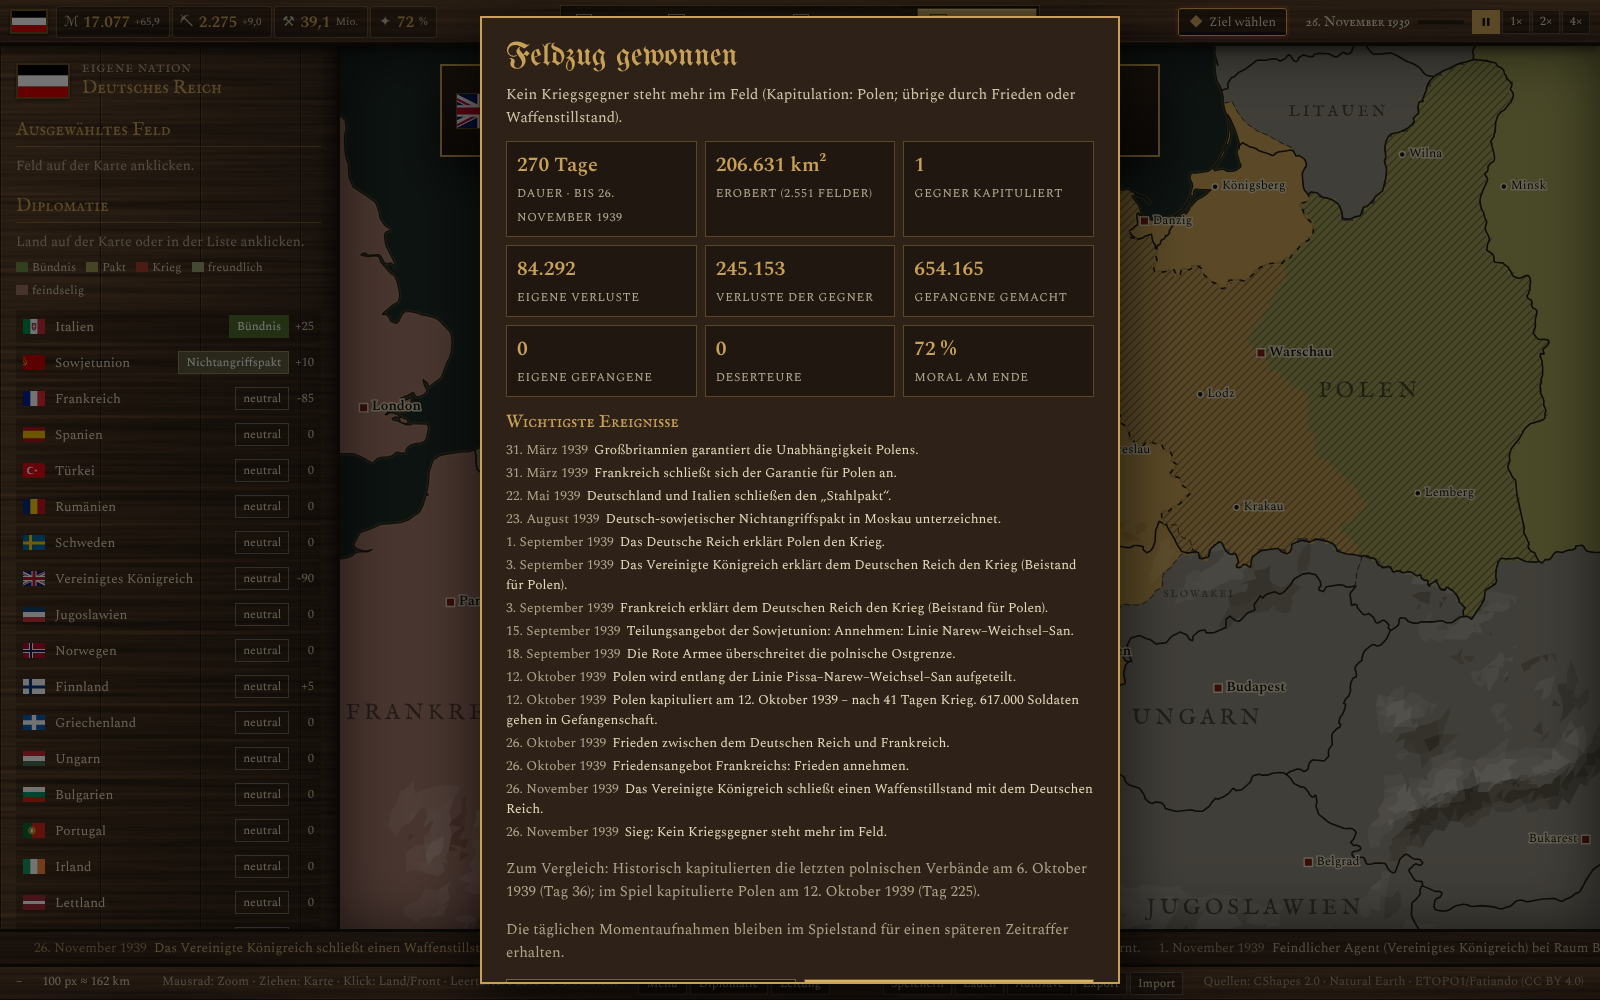 ℳ 17.077 +65,9
2.275 +9,0
39,1 Mio.
72 %
Ziel wählen
26. November 1939
1×
2×
4×
Eigene Nation
Deutsches Reich
Ausgewähltes Feld
Feld auf der Karte anklicken.
Diplomatie
Land auf der Karte oder in der Liste anklicken.
Bündnis Pakt Krieg freundlich
feindselig
Italien Bündnis +25
Sowjetunion Nichtangriffspakt +10
Frankreich neutral -85
Spanien neutral 0
Türkei neutral 0
Rumänien neutral 0
Schweden neutral 0
Vereinigtes Königreich neutral -90
Jugoslawien neutral 0
Norwegen neutral 0
Finnland neutral +5
Griechenland neutral 0
Ungarn neutral 0
Bulgarien neutral 0
Portugal neutral 0
Irland neutral 0
Lettland neutral 0
Feldzug gewonnen
Kein Kriegsgegner steht mehr im Feld (Kapitulation: Polen; übrige durch Frieden oder
Waffenstillstand).
270 Tage
DAUER · BIS 26.
NOVEMBER 1939
206.631 km²
EROBERT (2.551 FELDER)
1
GEGNER KAPITULIERT
84.292
EIGENE VERLUSTE
245.153
VERLUSTE DER GEGNER
654.165
GEFANGENE GEMACHT
0
EIGENE GEFANGENE
0
DESERTEURE
72 %
MORAL AM ENDE
Wichtigste Ereignisse
31. März 1939 Großbritannien garantiert die Unabhängigkeit Polens.
31. März 1939 Frankreich schließt sich der Garantie für Polen an.
22. Mai 1939 Deutschland und Italien schließen den „Stahlpakt“.
23. August 1939 Deutsch-sowjetischer Nichtangriffspakt in Moskau unterzeichnet.
1. September 1939 Das Deutsche Reich erklärt Polen den Krieg.
3. September 1939 Das Vereinigte Königreich erklärt dem Deutschen Reich den Krieg (Beistand
für Polen).
3. September 1939 Frankreich erklärt dem Deutschen Reich den Krieg (Beistand für Polen).
15. September 1939 Teilungsangebot der Sowjetunion: Annehmen: Linie Narew–Weichsel–San.
18. September 1939 Die Rote Armee überschreitet die polnische Ostgrenze.
12. Oktober 1939 Polen wird entlang der Linie Pissa–Narew–Weichsel–San aufgeteilt.
12. Oktober 1939 Polen kapituliert am 12. Oktober 1939 – nach 41 Tagen Krieg. 617.000 Soldaten
gehen in Gefangenschaft.
26. Oktober 1939 Frieden zwischen dem Deutschen Reich und Frankreich.
26. Oktober 1939 Friedensangebot Frankreichs: Frieden annehmen.
26. November 1939 Das Vereinigte Königreich schließt einen Waffenstillstand mit dem Deutschen
Reich.
26. November 1939 Sieg: Kein Kriegsgegner steht mehr im Feld.
Zum Vergleich: Historisch kapitulierten die letzten polnischen Verbände am 6. Oktober
1939 (Tag 36); im Spiel kapitulierte Polen am 12. Oktober 1939 (Tag 225).
Die täglichen Momentaufnahmen bleiben im Spielstand für einen späteren Zeitraffer
erhalten.
London
Par
FRANKRE
LITAUEN
Wilna
Königsberg
Minsk
Danzig
Warschau
POLEN
Lodz
eslau
Krakau
Lemberg
SLOWAKEI
en
Budapest
UNGARN
Bukarest
Belgrad
JUGOSLAWIEN
26. November 1939 Das Vereinigte Königreich schließt einen Waffenstillst
rnt. 1. November 1939 Feindlicher Agent (Vereinigtes Königreich) bei Raum B
– 100 px ≈ 162 km
Mausrad: Zoom · Ziehen: Karte · Klick: Land/Front · Leert
Menü Diplomatie Leitung Speichern Laden Autosave Export Import
Quellen: CShapes 2.0 · Natural Earth · ETOPO1/Fatiando (CC BY 4.0)